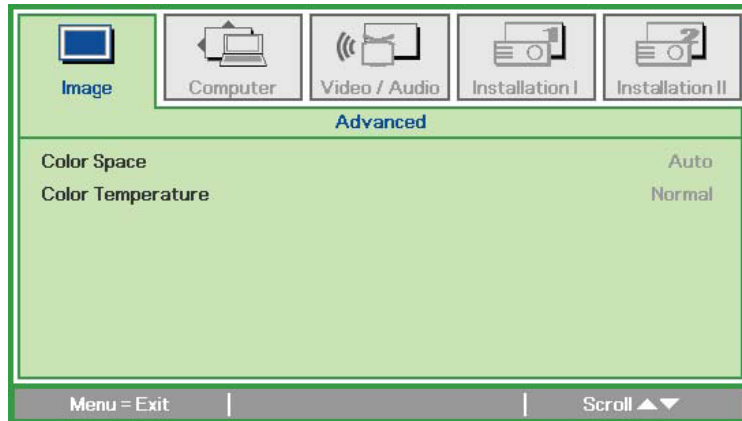 Image
Computer
Video / Audio
Installation I
Installation II
Advanced
Color Space Auto
Color Temperature Normal
Menu = Exit
Scroll ▲▼